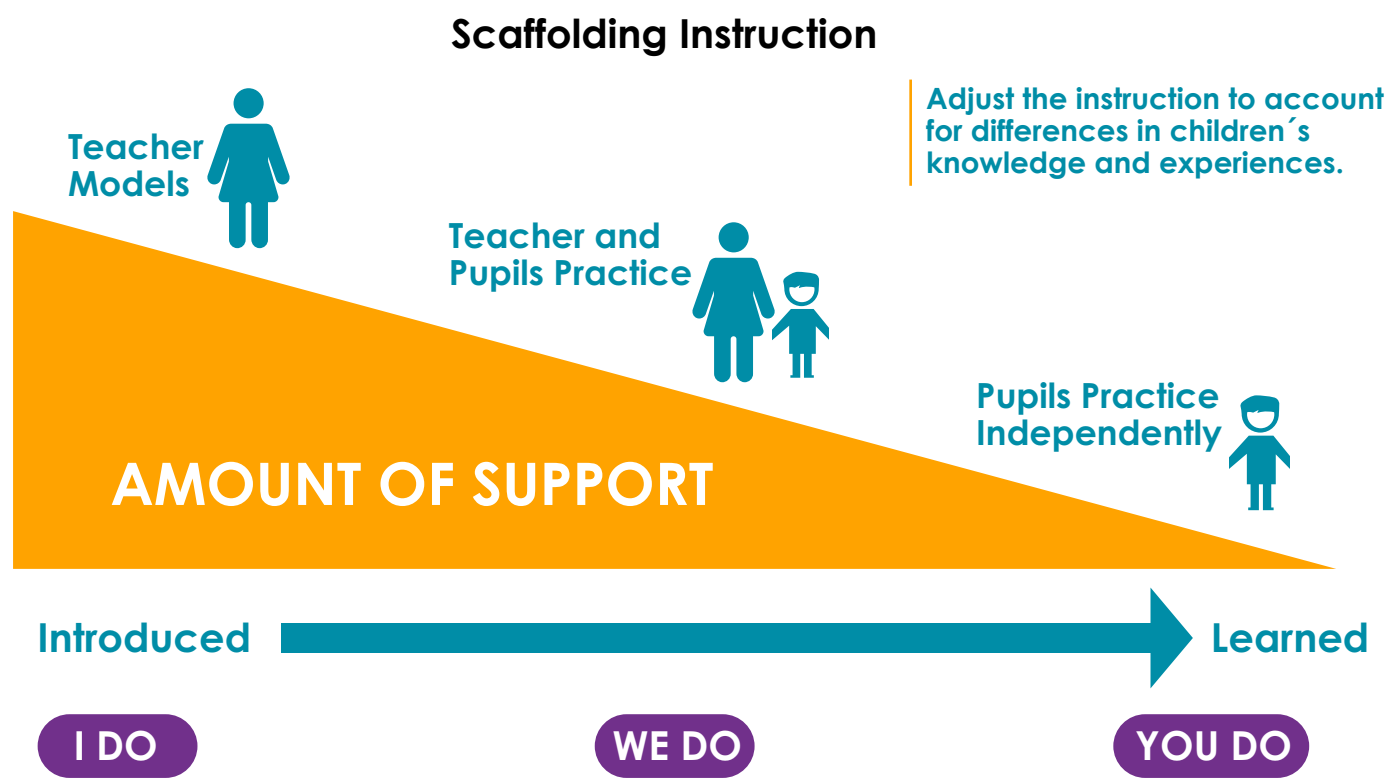 Scaffolding Instruction
Adjust the instruction to account
for differences in children´s
knowledge and experiences.
Teacher
Models
Teacher and
Pupils Practice
Pupils Practice
Independently
AMOUNT OF SUPPORT
Introduced
Learned
I DO
WE DO
YOU DO